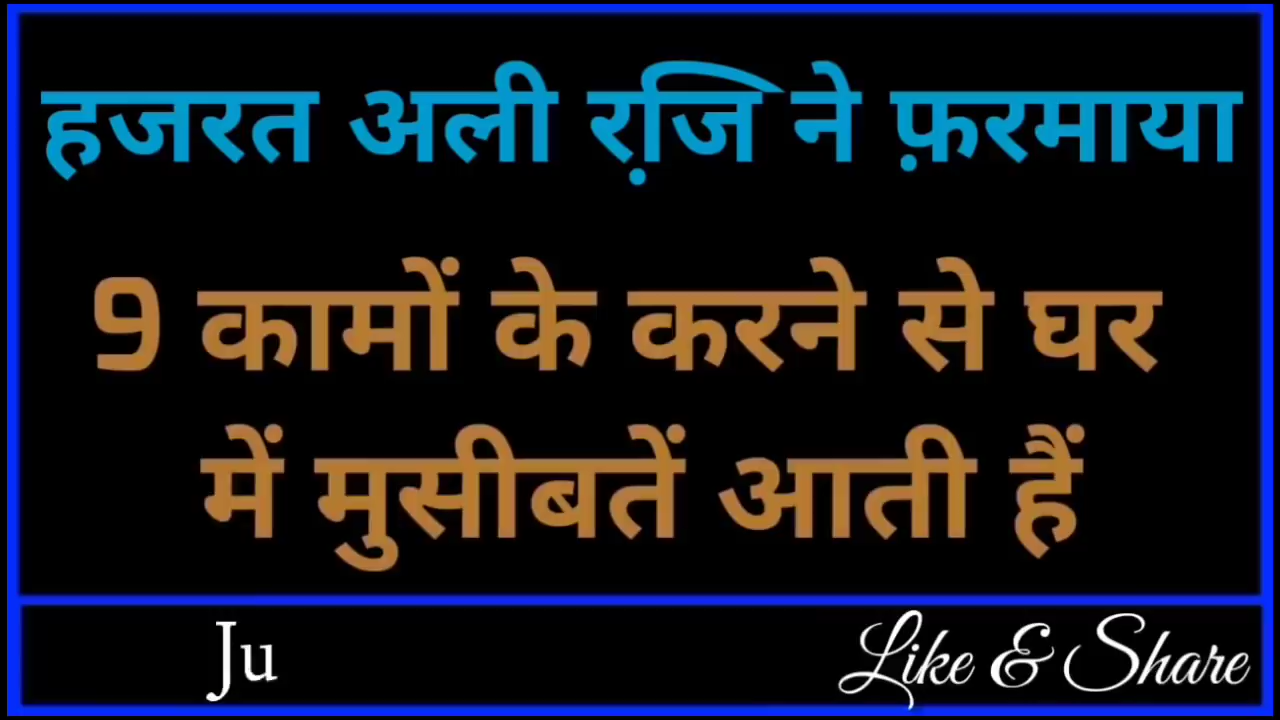 हजरत अली रज़ि ने फ़रमाया
9 कामों के करने से घर
में मुसीबतें आती हैं
Ju
Like & Share